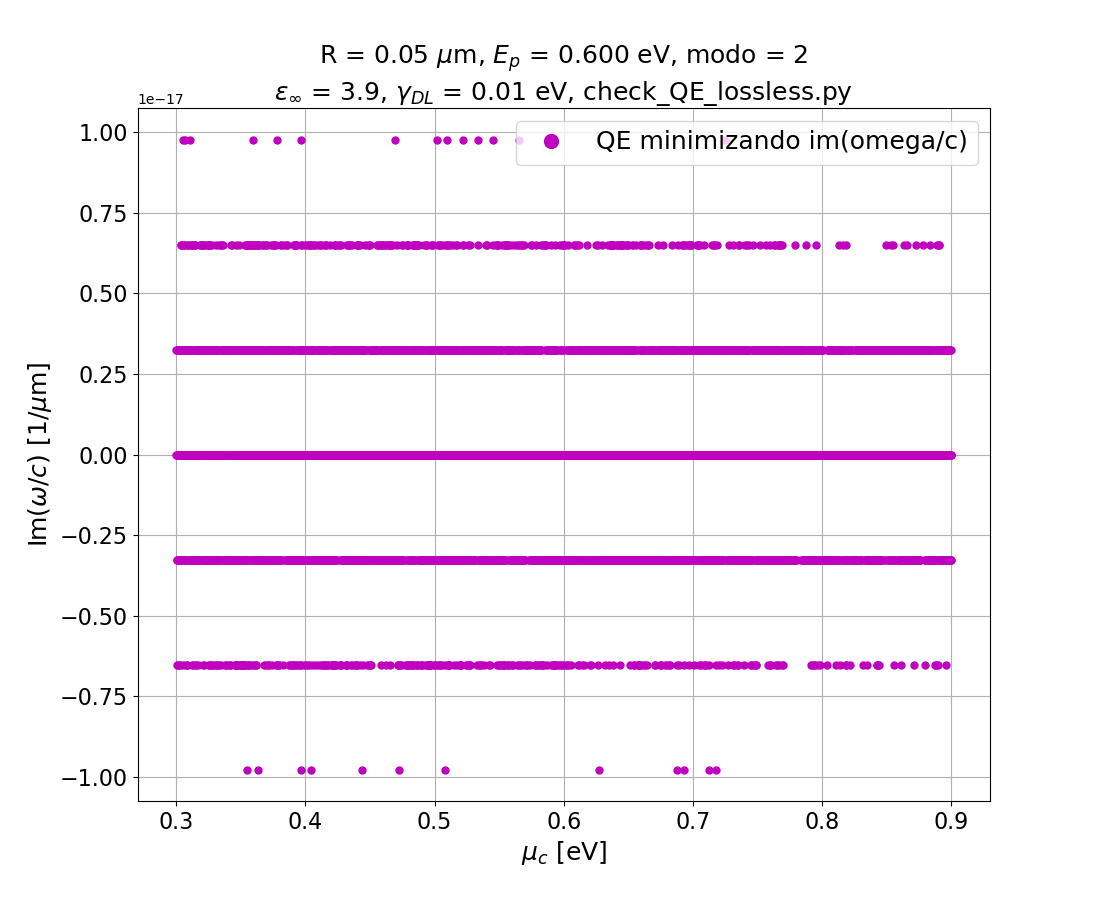 R = 0.05 μm, E_p = 0.600 eV, modo = 2
ε_∞ = 3.9, γ_DL = 0.01 eV, check_QE_lossless.py
1e−17
QE minimizando im(omega/c)
1.00
0.75
0.50
0.25
0.00
−0.25
−0.50
−0.75
−1.00
Im(ω/c) [1/μm]
0.3 0.4 0.5 0.6 0.7 0.8 0.9
μ_c [eV]